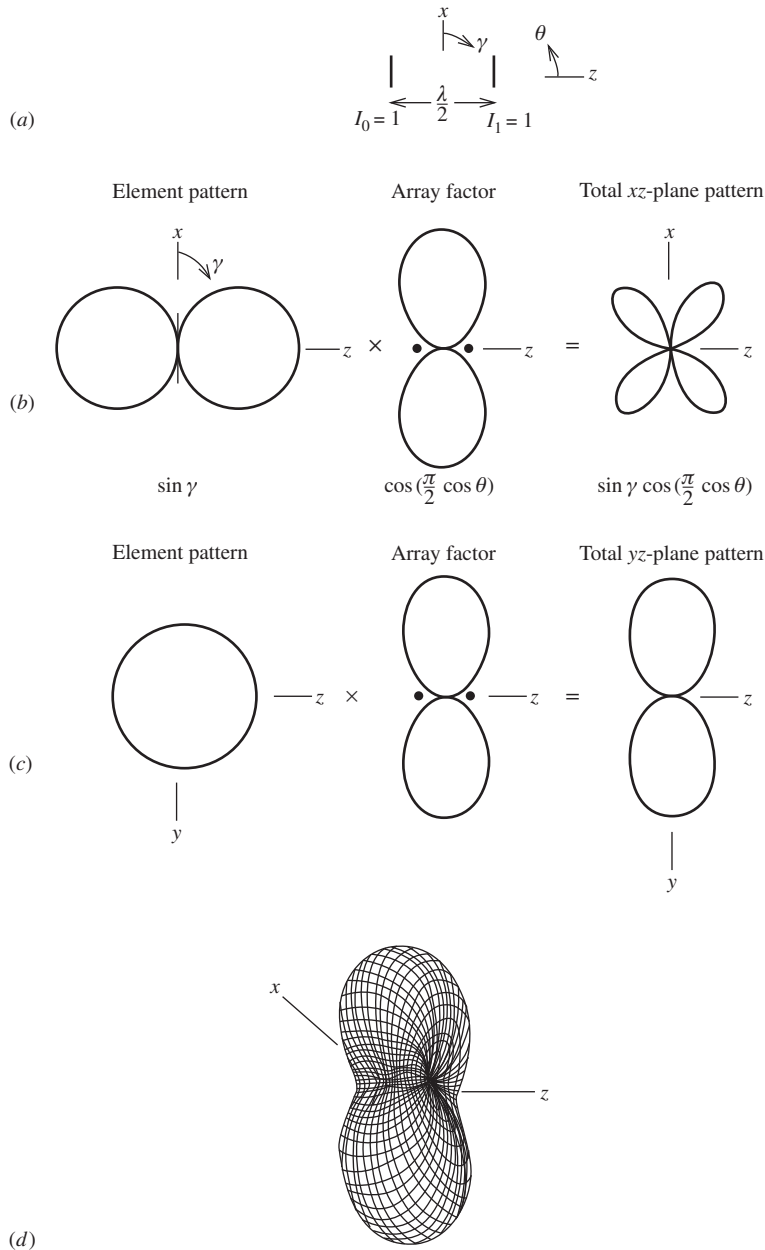 x
γ
θ
z
λ/2
I₀ = 1
I₁ = 1
(a)
Element pattern
Array factor
Total xz-plane pattern
x
γ
x
z
×
z
=
z
(b)
sin γ
cos (π/2 cos θ)
sin γ cos (π/2 cos θ)
Element pattern
Array factor
Total yz-plane pattern
z
×
z
=
z
(c)
y
y
x
z
(d)